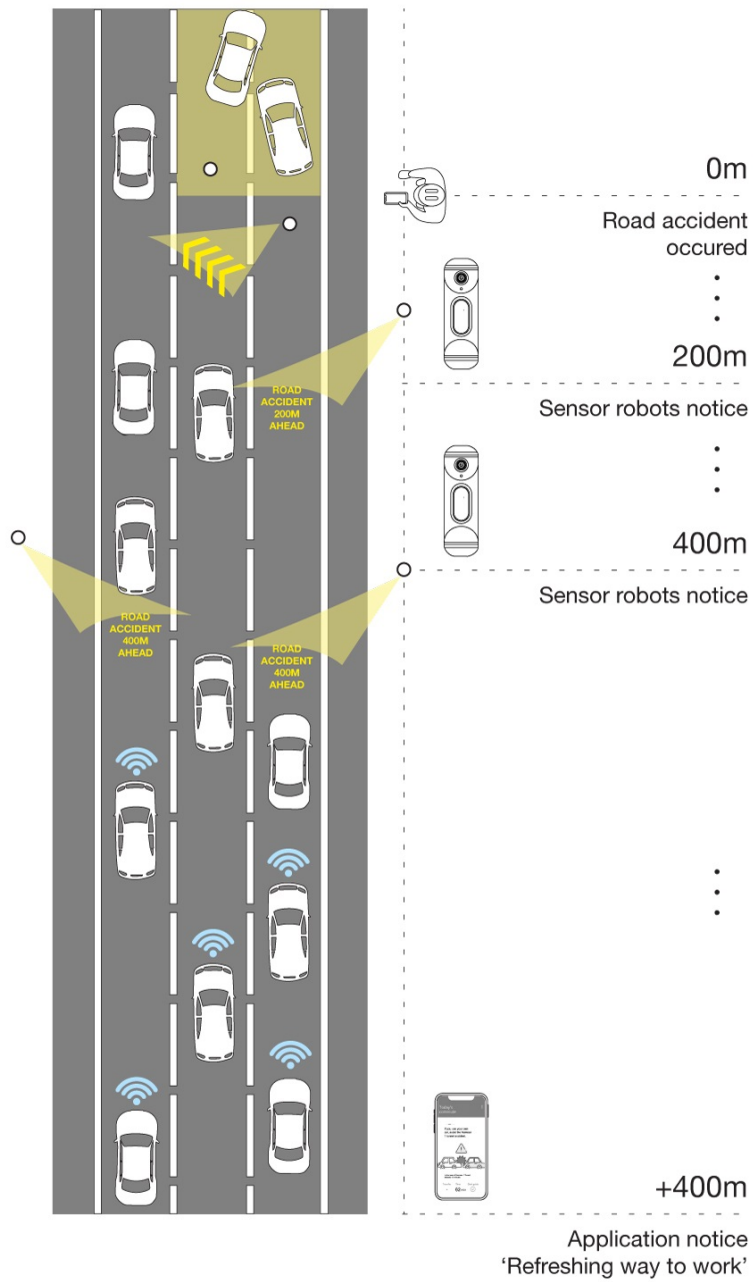 0m
Road accident
occured
200m
ROAD
ACCIDENT
200M
AHEAD
Sensor robots notice
400m
Sensor robots notice
ROAD
ACCIDENT
400M
AHEAD
ROAD
ACCIDENT
400M
AHEAD
+400m
Application notice
‘Refreshing way to work’